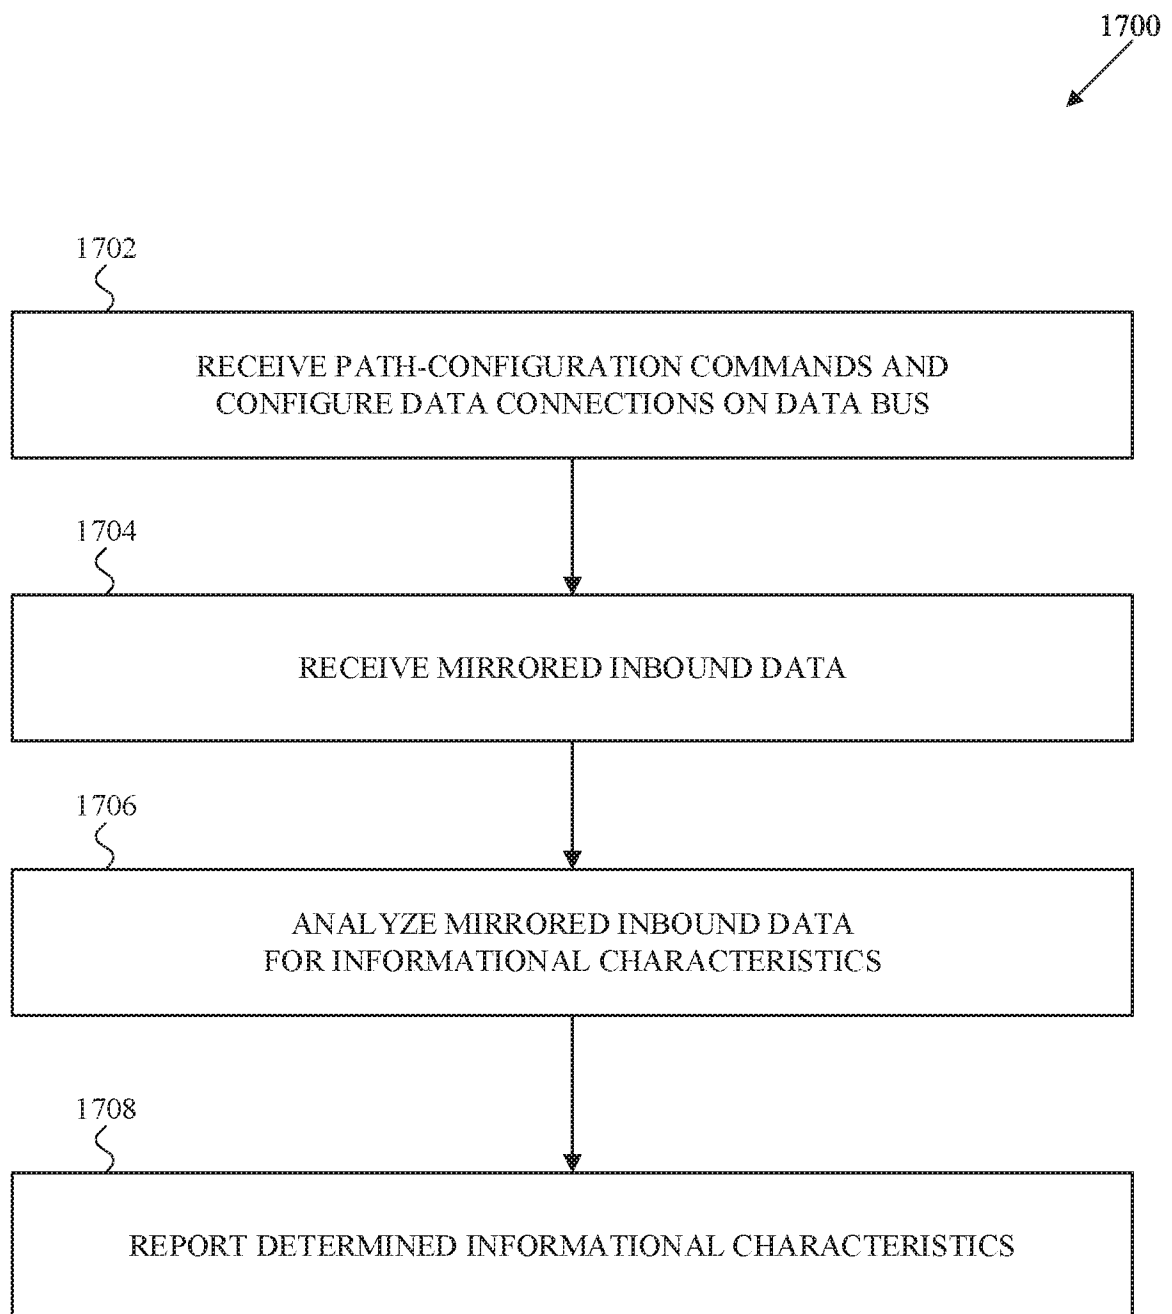 1700
1702
RECEIVE PATH-CONFIGURATION COMMANDS AND
CONFIGURE DATA CONNECTIONS ON DATA BUS
1704
RECEIVE MIRRORED INBOUND DATA
1706
ANALYZE MIRRORED INBOUND DATA
FOR INFORMATIONAL CHARACTERISTICS
1708
REPORT DETERMINED INFORMATIONAL CHARACTERISTICS